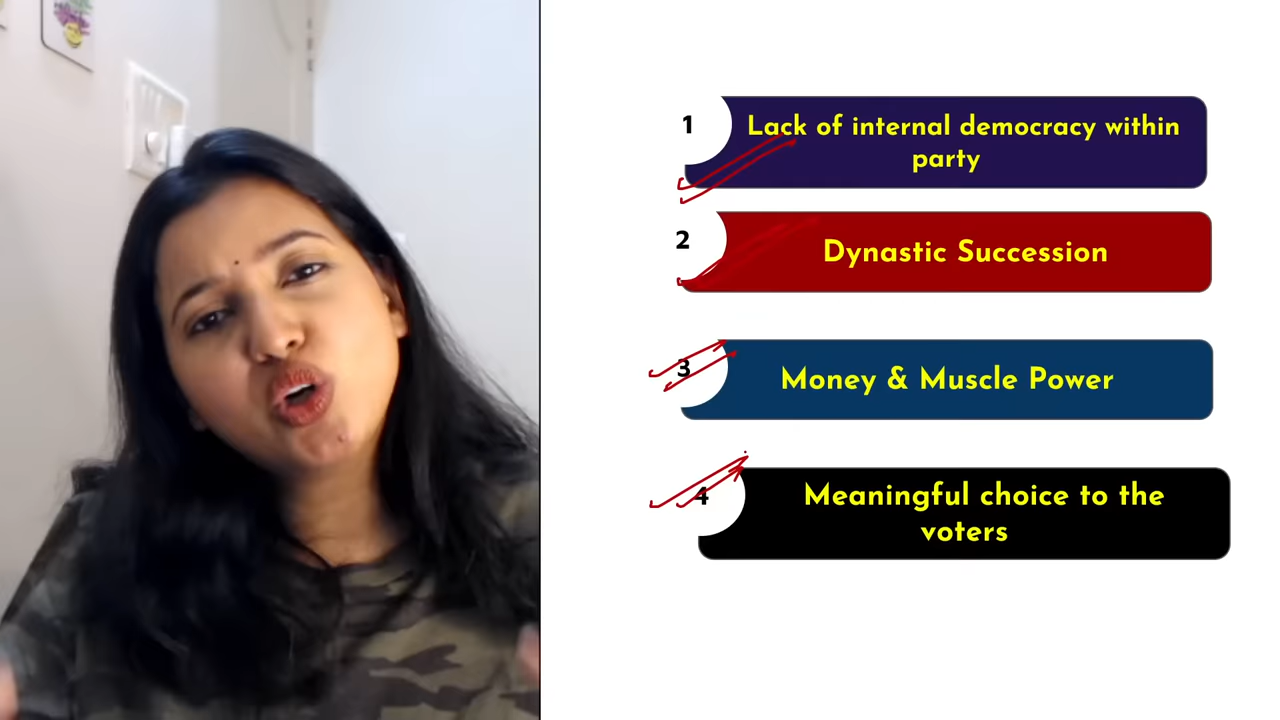 1
Lack of internal democracy within
party
2
Dynastic Succession
3
Money & Muscle Power
4
Meaningful choice to the
voters